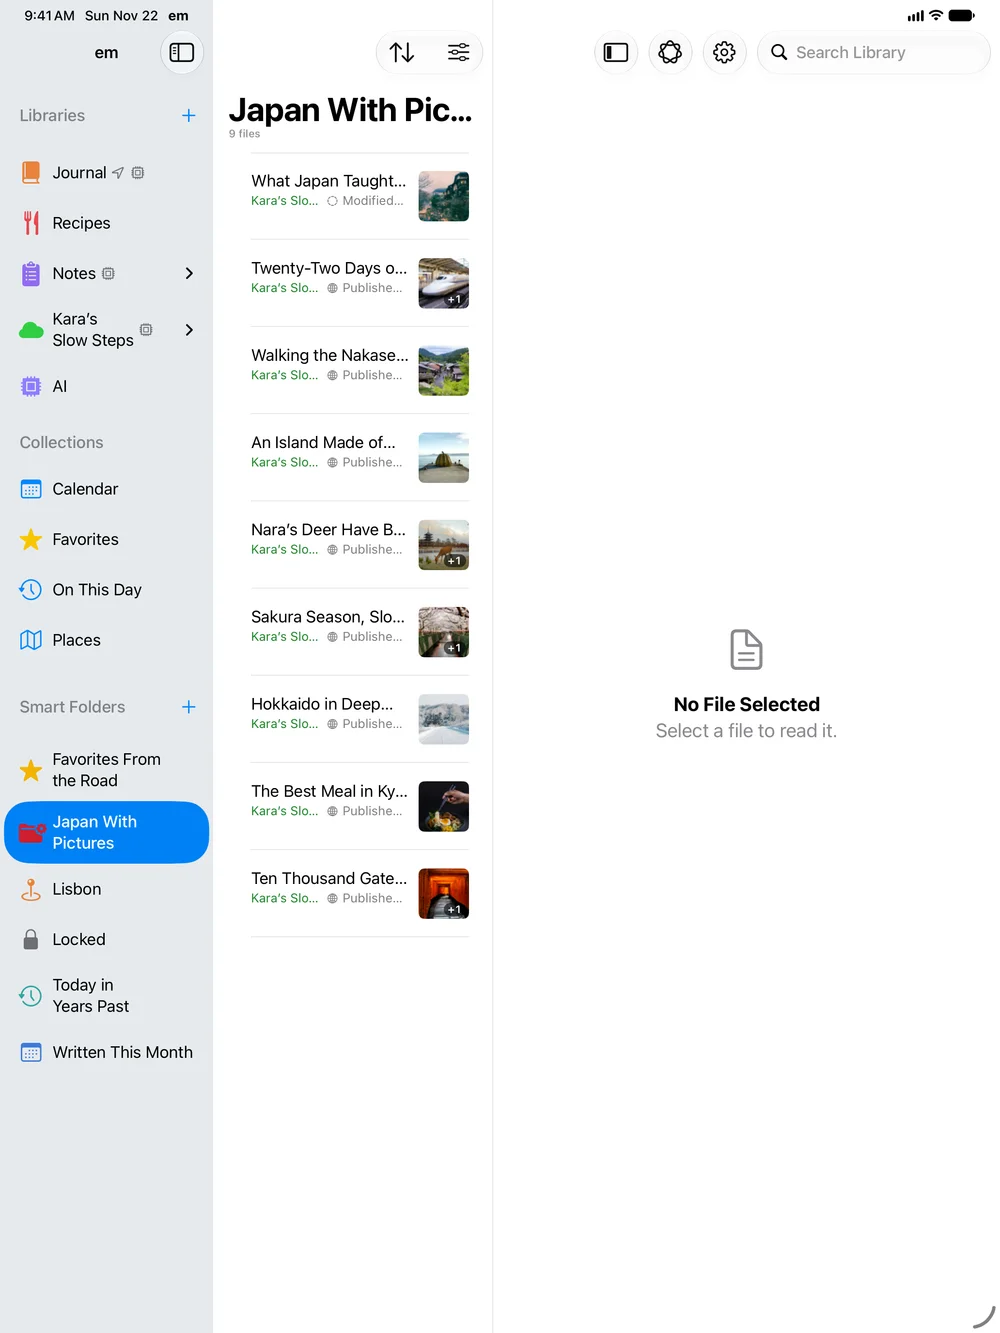 9:41 AM Sun Nov 22 em
em
Libraries
Journal
Recipes
Notes
Kara's
Slow Steps
AI
Collections
Calendar
Favorites
On This Day
Places
Smart Folders
Favorites From
the Road
Japan With
Pictures
Lisbon
Locked
Today in
Years Past
Written This Month
Japan With Pic...
9 files
What Japan Taught...
Kara's Slo... Modified...
Twenty-Two Days o...
Kara's Slo... Publishe...
+1
Walking the Nakase...
Kara's Slo... Publishe...
An Island Made of...
Kara's Slo... Publishe...
Nara's Deer Have B...
Kara's Slo... Publishe...
+1
Sakura Season, Slo...
Kara's Slo... Publishe...
+1
Hokkaido in Deep...
Kara's Slo... Publishe...
The Best Meal in Ky...
Kara's Slo... Publishe...
Ten Thousand Gate...
Kara's Slo... Publishe...
+1
Search Library
No File Selected
Select a file to read it.